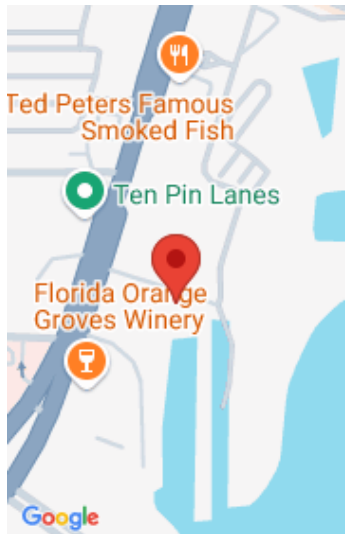 Ted Peters Famous
Smoked Fish
Ten Pin Lanes
Florida Orange
Groves Winery
Google